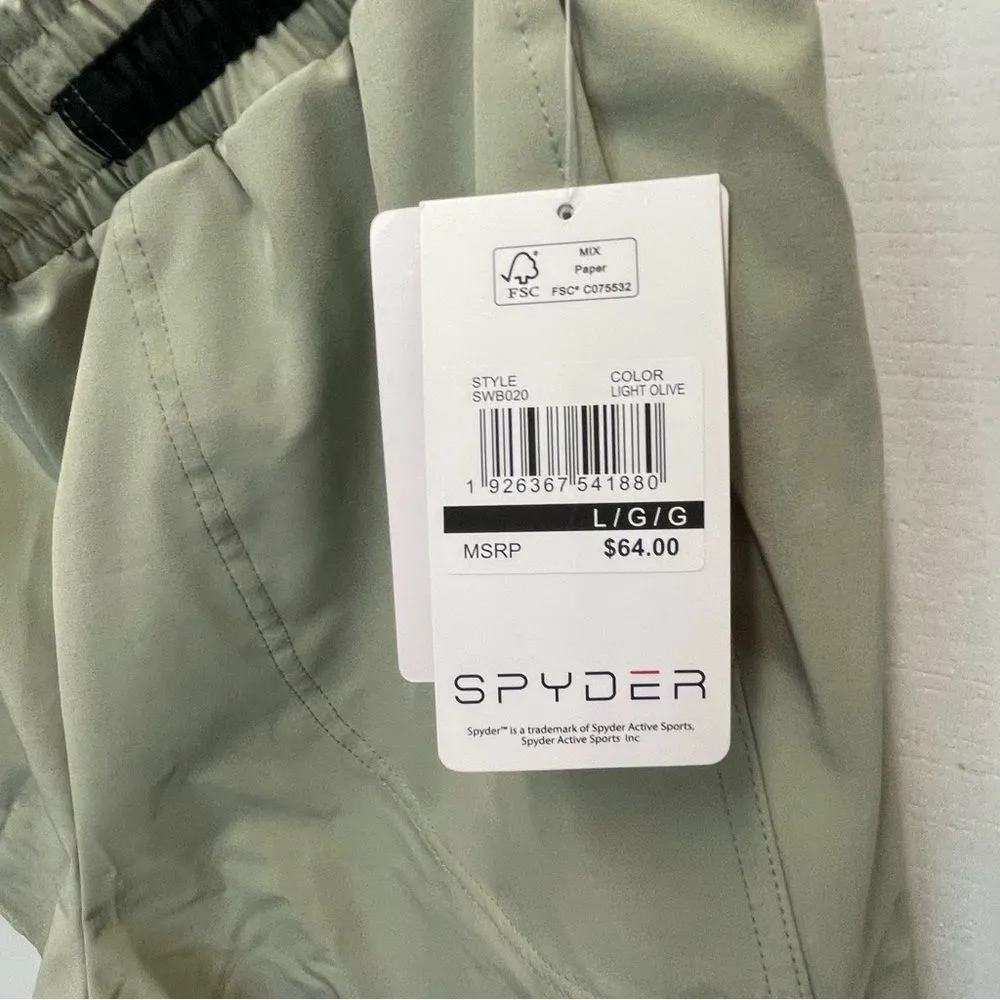 MIX
Paper
FSC
FSC® C075532
STYLE
SWB020
COLOR
LIGHT OLIVE
1 926367 541880
L/G/G
MSRP $64.00
SPYDER
Spyder™ is a trademark of Spyder Active Sports,
Spyder Active Sports Inc